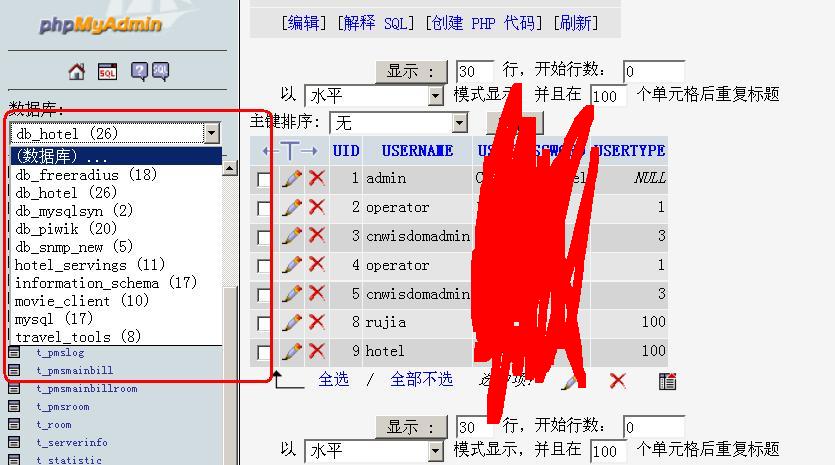 phpMyAdmin
[编辑] [解释 SQL] [创建 PHP 代码] [刷新]
SQL
SQL
显示 : 30 行，开始行数: 0
以 水平 模式显示，并且在 100 个单元格后重复标题
数据库:
db_hotel (26)
(数据库) ...
db_freeradius (18)
db_hotel (26)
db_mysqlsyn (2)
db_piwik (20)
db_snmp_new (5)
hotel_servings (11)
information_schema (17)
movie_client (10)
mysql (17)
travel_tools (8)
t_pmslog
t_pmsmainbill
t_pmsmainbillroom
t_pmsroom
t_room
t_serverinfo
t_statistic
主键排序: 无
←T→ UID USERNAME USERTYPE
1 admin NULL
2 operator 1
3 cnwisdomadmin 3
4 operator 1
5 cnwisdomadmin 3
8 rujia 100
9 hotel 100
全选 / 全部不选
显示 : 30 行，开始行数: 0
以 水平 模式显示，并且在 100 个单元格后重复标题